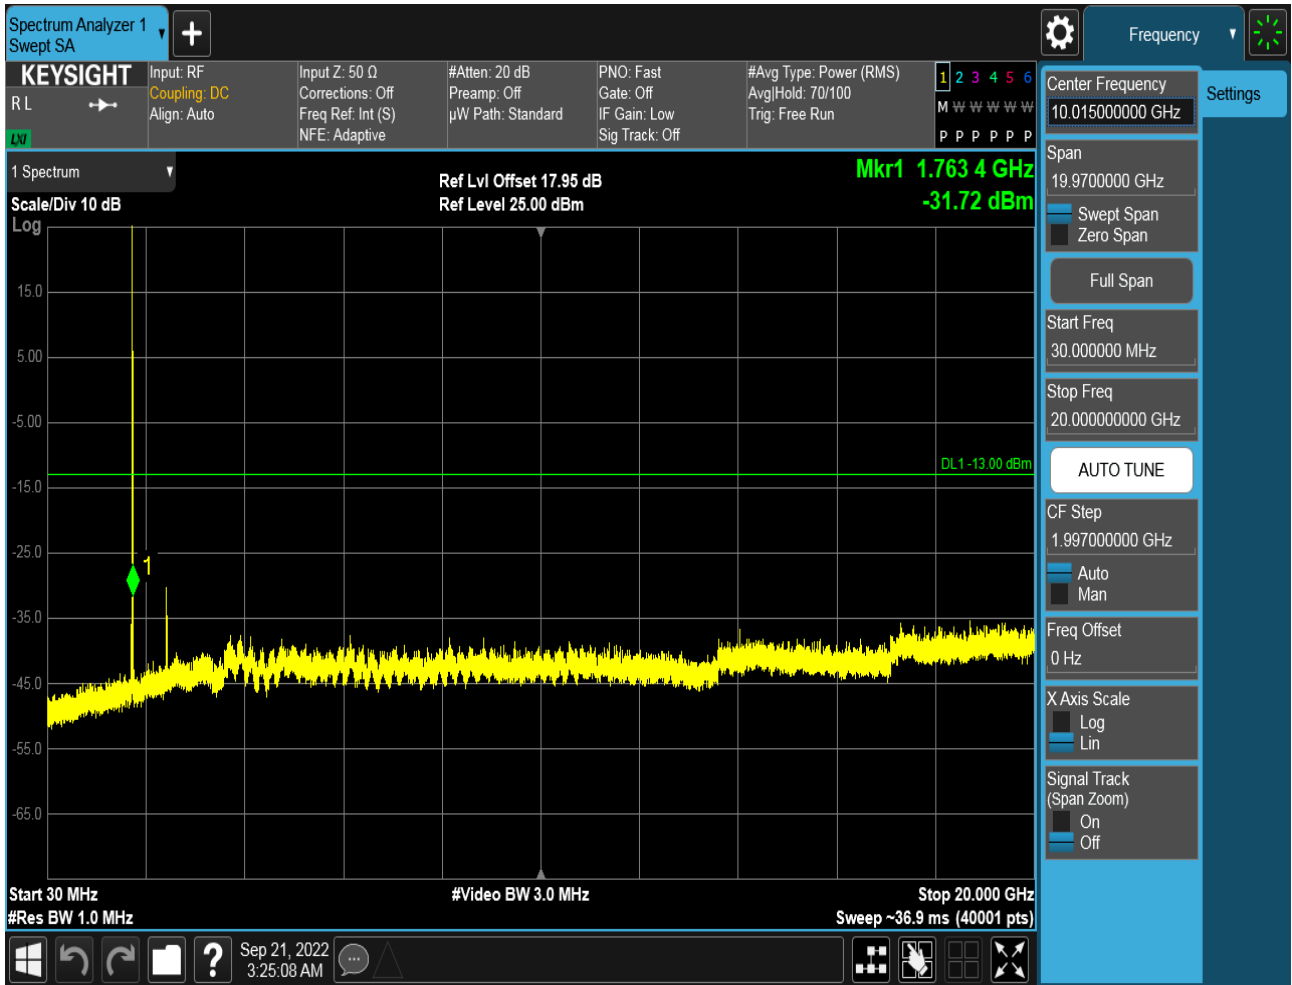 Spectrum Analyzer 1
Swept SA
Frequency
KEYSIGHT
R L
LXI
Input: RF
Coupling: DC
Align: Auto
Input Z: 50 Ω
Corrections: Off
Freq Ref: Int (S)
NFE: Adaptive
#Atten: 20 dB
Preamp: Off
µW Path: Standard
PNO: Fast
Gate: Off
IF Gain: Low
Sig Track: Off
#Avg Type: Power (RMS)
Avg|Hold: 70/100
Trig: Free Run
1 2 3 4 5 6
M W W W W W
P P P P P P
1 Spectrum
Scale/Div 10 dB
Log
Ref Lvl Offset 17.95 dB
Ref Level 25.00 dBm
Mkr1 1.763 4 GHz
-31.72 dBm
15.0
5.00
-5.00
-15.0
-25.0
-35.0
-45.0
-55.0
-65.0
DL1 -13.00 dBm
1
Start 30 MHz
#Res BW 1.0 MHz
#Video BW 3.0 MHz
Stop 20.000 GHz
Sweep ~36.9 ms (40001 pts)
Sep 21, 2022
3:25:08 AM
?
Center Frequency
10.015000000 GHz
Settings
Span
19.9700000 GHz
Swept Span
Zero Span
Full Span
Start Freq
30.000000 MHz
Stop Freq
20.000000000 GHz
AUTO TUNE
CF Step
1.997000000 GHz
Auto
Man
Freq Offset
0 Hz
X Axis Scale
Log
Lin
Signal Track
(Span Zoom)
On
Off